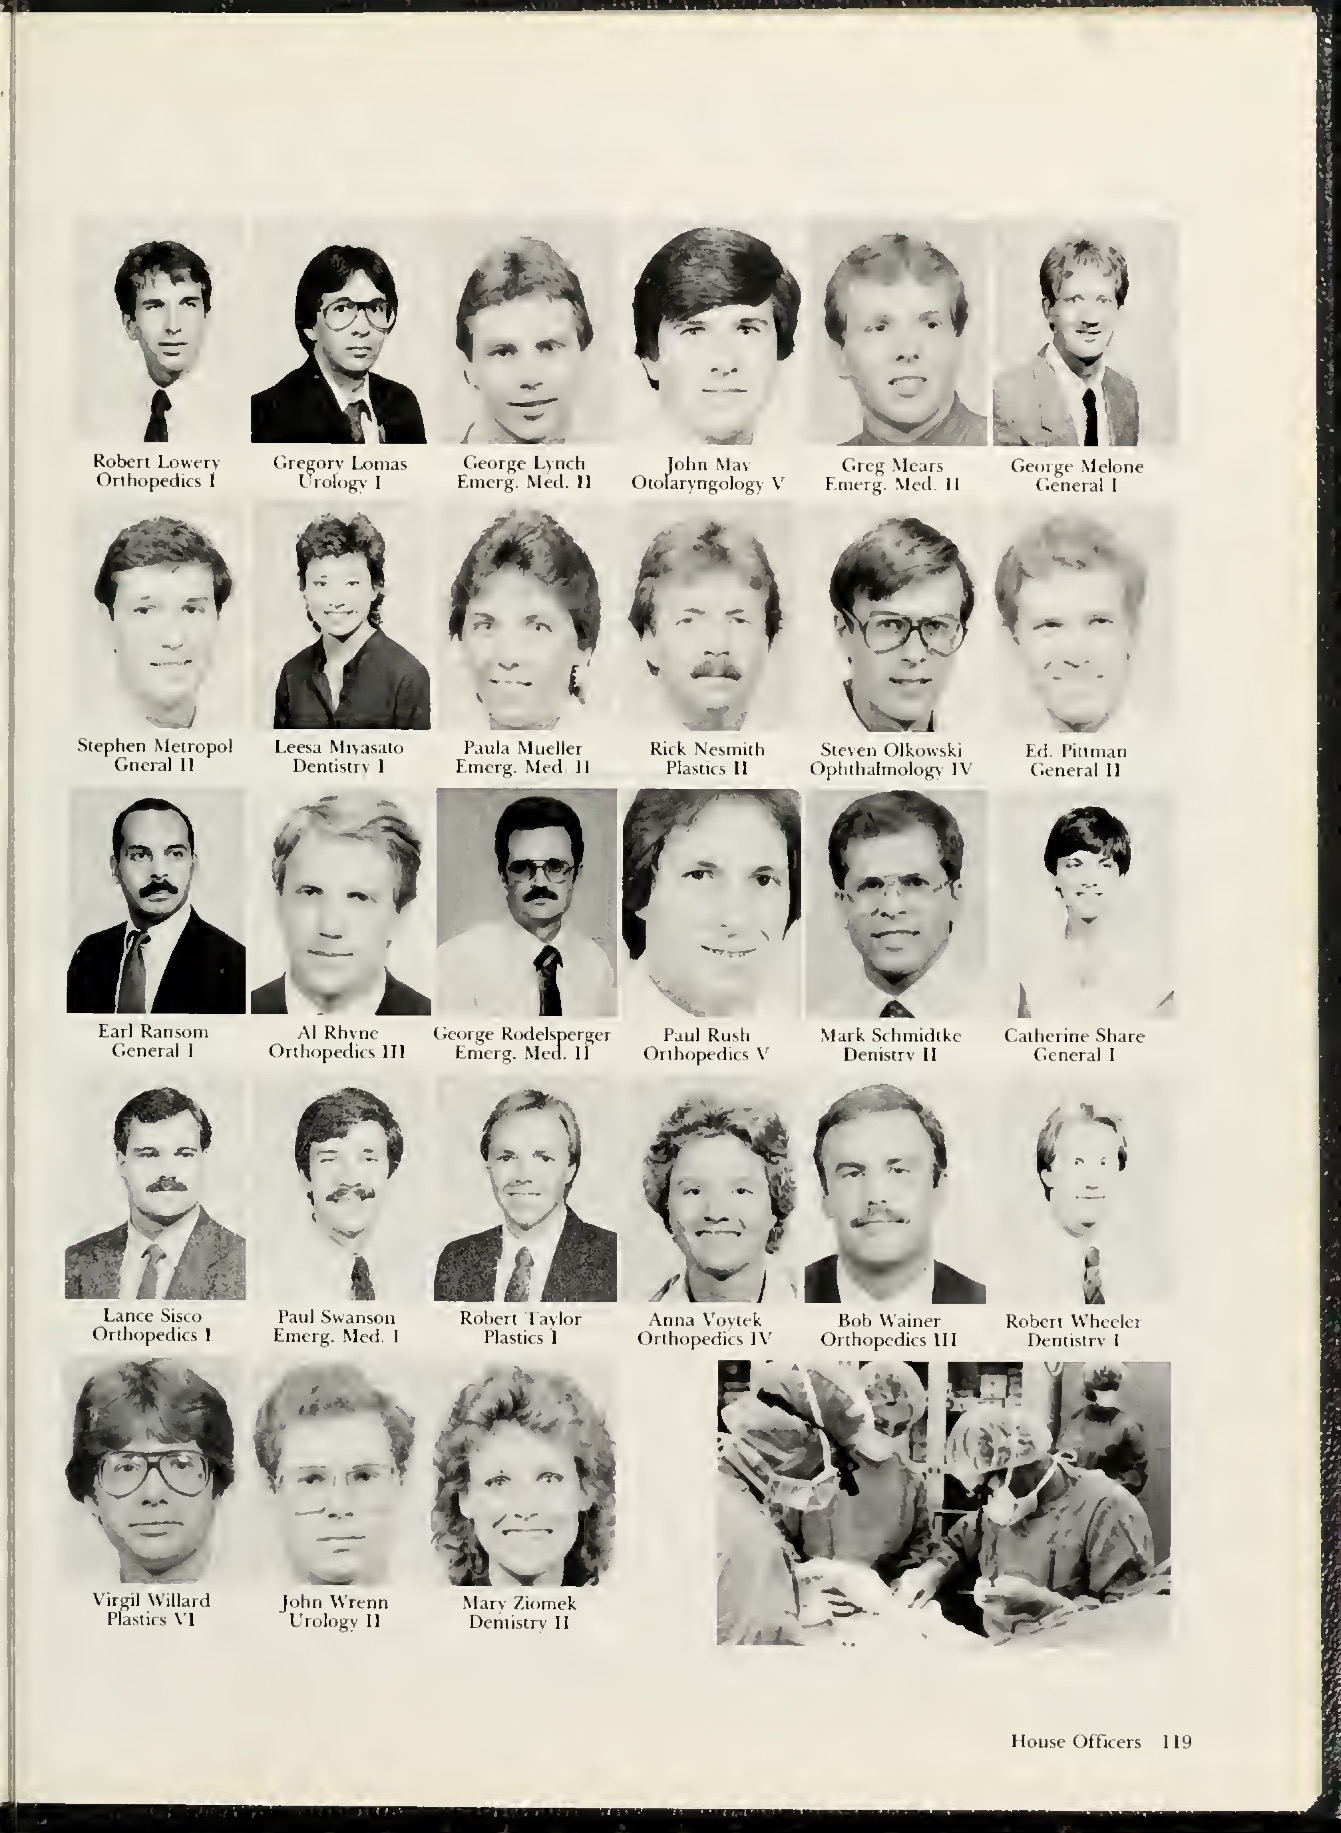 Robert Lowery
Orthopedics I
Gregory Lomas
Urology I
George Lynch
Emerg. Med. II
John May
Otolaryngology V
Greg Mears
Emerg. Med. II
George Melone
General I
Stephen Metropol
Gneral II
Leesa Miyasato
Dentistry I
Paula Mueller
Emerg. Med. II
Rick Nesmith
Plastics II
Steven Olkowski
Ophthalmology IV
Ed. Pittman
General II
Earl Ransom
General I
Al Rhyne
Orthopedics III
George Rodelsperger
Emerg. Med. II
Paul Rush
Orthopedics V
Mark Schmidtke
Denistry II
Catherine Share
General I
Lance Sisco
Orthopedics I
Paul Swanson
Emerg. Med. I
Robert Taylor
Plastics I
Anna Voytek
Orthopedics IV
Bob Wainer
Orthopedics III
Robert Wheeler
Dentistry I
Virgil Willard
Plastics VI
John Wrenn
Urology II
Mary Ziomek
Dentistry II
House Officers 119